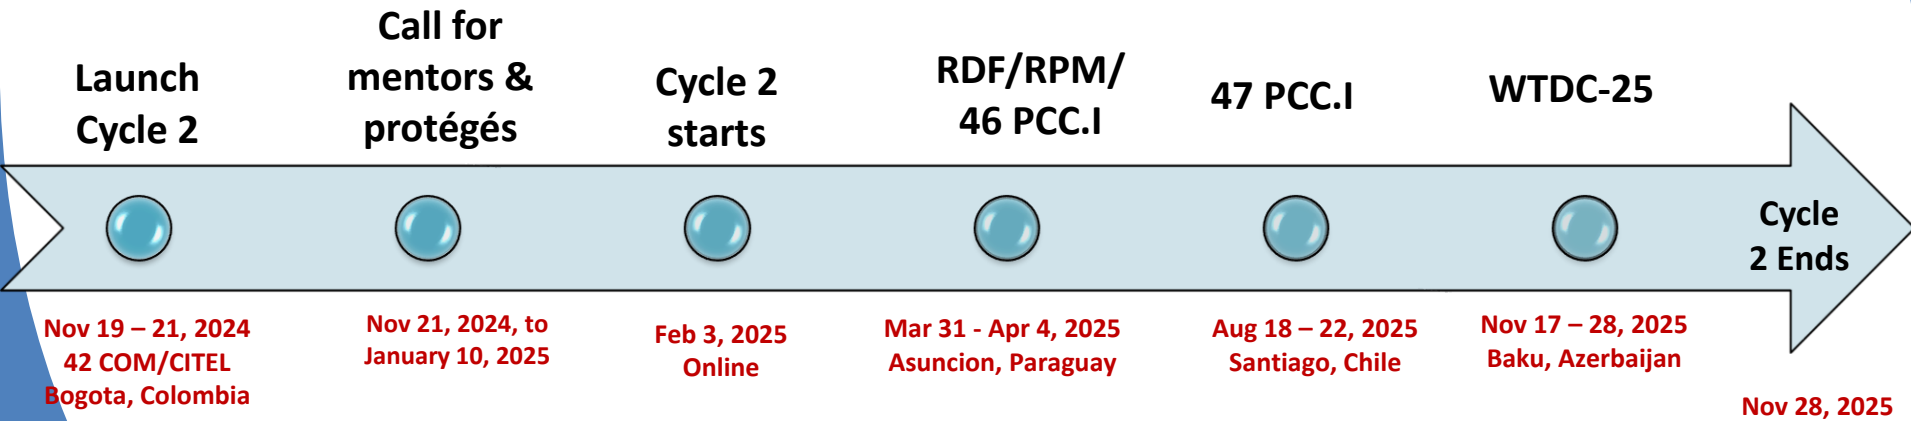 Launch
Cycle 2
Call for
mentors &
protégés
Cycle 2
starts
RDF/RPM/
46 PCC.I
47 PCC.I
WTDC-25
Cycle
2 Ends
Nov 19 – 21, 2024
42 COM/CITEL
Bogota, Colombia
Nov 21, 2024, to
January 10, 2025
Feb 3, 2025
Online
Mar 31 - Apr 4, 2025
Asuncion, Paraguay
Aug 18 – 22, 2025
Santiago, Chile
Nov 17 – 28, 2025
Baku, Azerbaijan
Nov 28, 2025